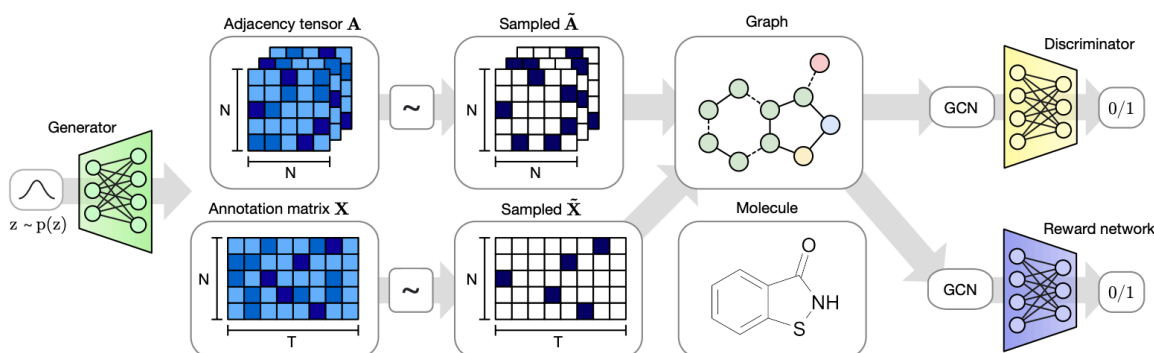 Generator
z ~ p(z)
Adjacency tensor A
N
N
Annotation matrix X
N
T
~
~
Sampled Ã
N
N
Sampled X̃
N
T
Graph
Molecule
O
NH
S
GCN
Discriminator
0/1
GCN
Reward network
0/1